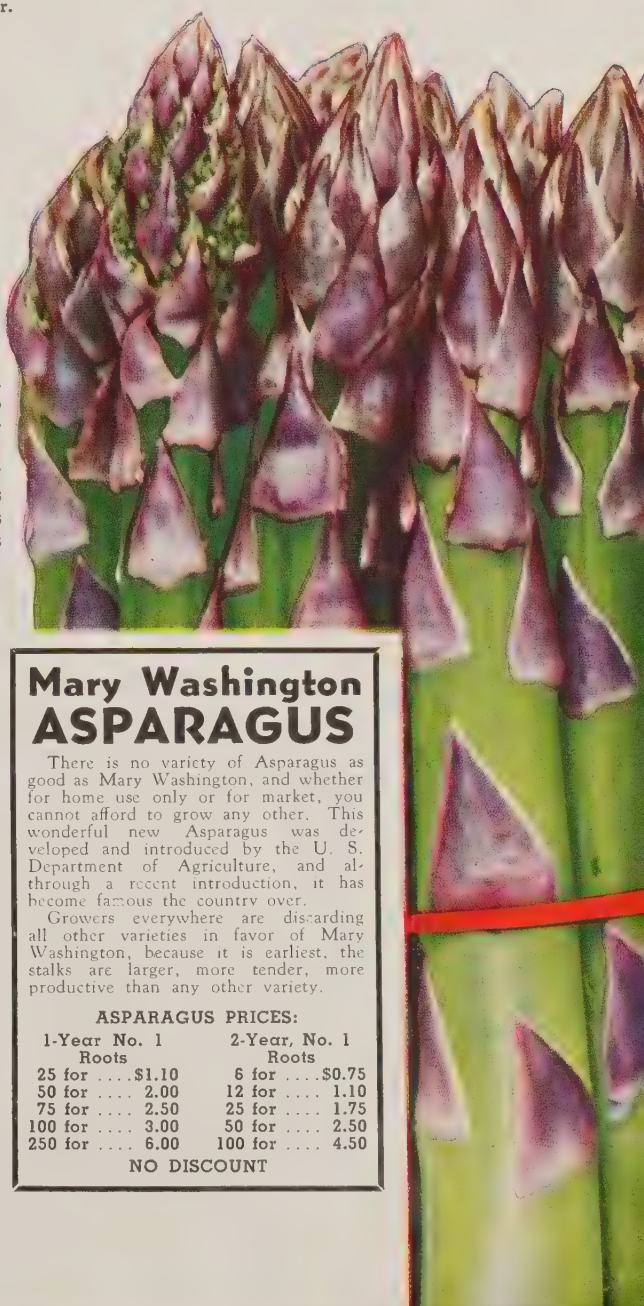 r.
Mary Washington
ASPARAGUS
There is no variety of Asparagus as
good as Mary Washington, and whether
for home use only or for market, you
cannot afford to grow any other. This
wonderful new Asparagus was de-
veloped and introduced by the U. S.
Department of Agriculture, and al-
through a recent introduction, it has
become famous the country over.
Growers everywhere are discarding
all other varieties in favor of Mary
Washington, because it is earliest, the
stalks are larger, more tender, more
productive than any other variety.
ASPARAGUS PRICES:
1-Year No. 1 2-Year, No. 1
Roots Roots
25 for ....$1.10 6 for ....$0.75
50 for .... 2.00 12 for .... 1.10
75 for .... 2.50 25 for .... 1.75
100 for .... 3.00 50 for .... 2.50
250 for .... 6.00 100 for .... 4.50
NO DISCOUNT